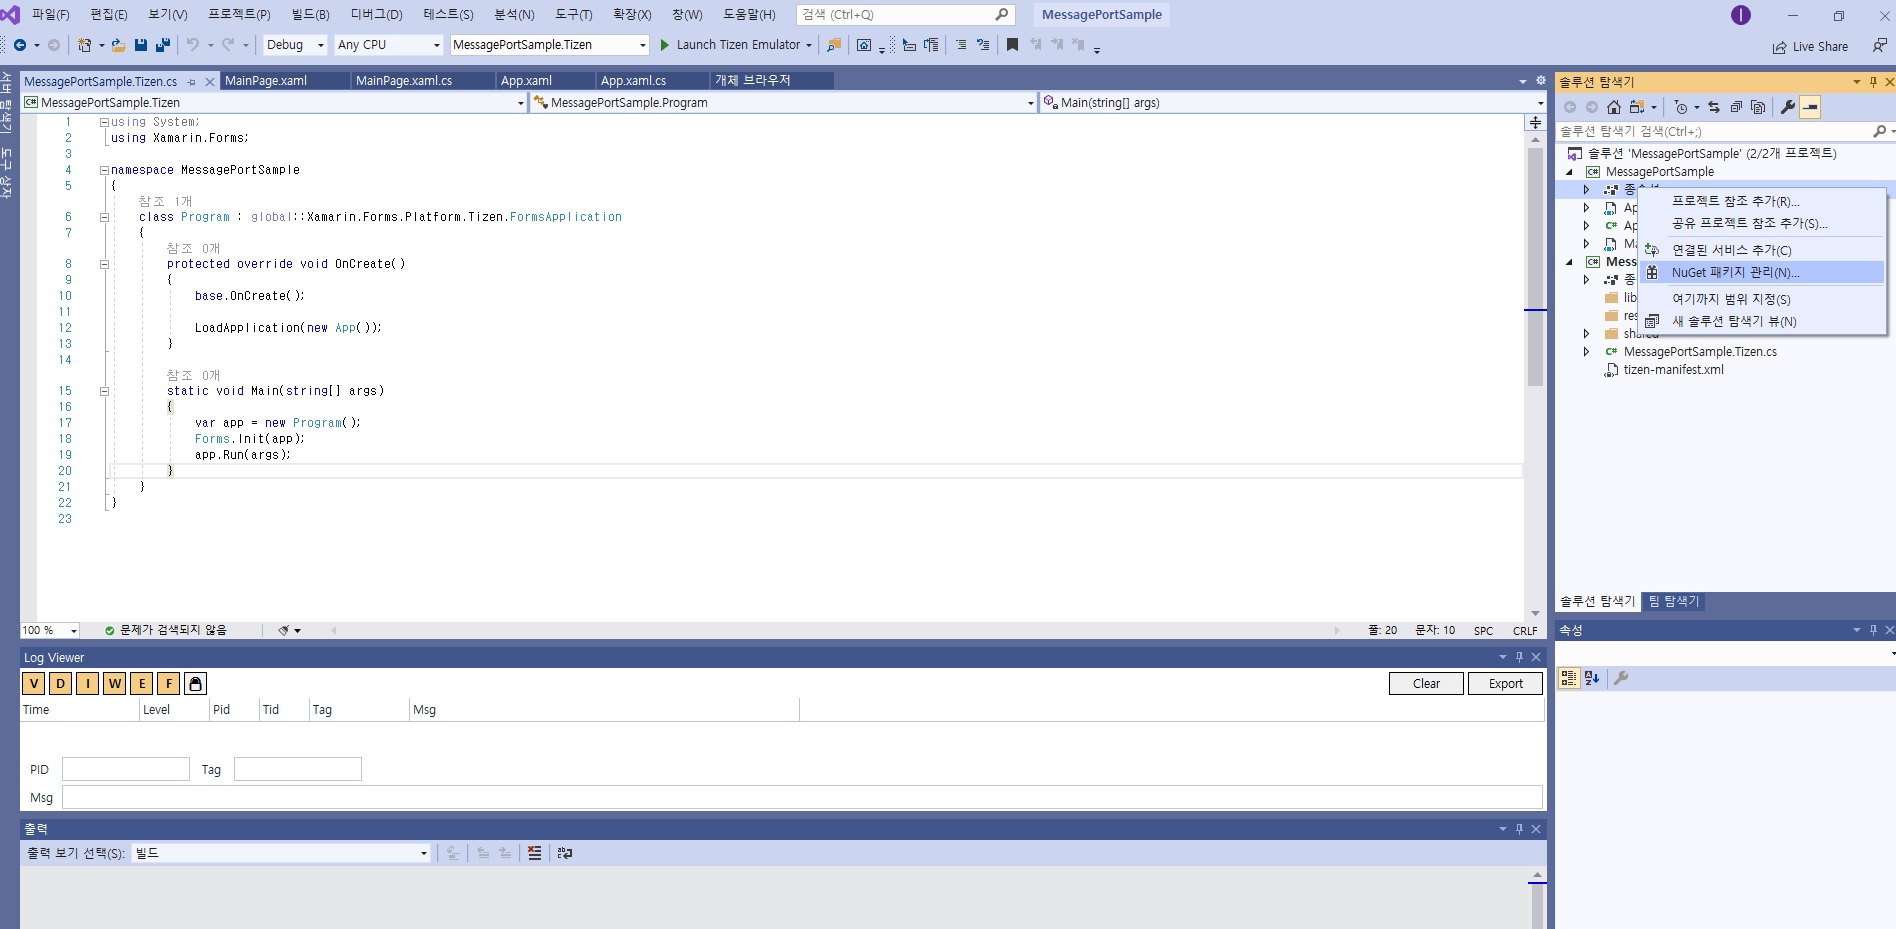 파일(F) 편집(E) 보기(V) 프로젝트(P) 빌드(B) 디버그(D) 테스트(S) 분석(N) 도구(T) 확장(X) 창(W) 도움말(H) 검색 (Ctrl+Q) MessagePortSample
Debug Any CPU MessagePortSample.Tizen Launch Tizen Emulator Live Share
서버 탐색기 도구 상자
MessagePortSample.Tizen.cs MainPage.xaml MainPage.xaml.cs App.xaml App.xaml.cs 개체 브라우저
MessagePortSample.Tizen MessagePortSample.Program Main(string[] args)
1 using System;
2 using Xamarin.Forms;
3
4 namespace MessagePortSample
5 {
참조 1개
6 class Program : global::Xamarin.Forms.Platform.Tizen.FormsApplication
7 {
참조 0개
8 protected override void OnCreate()
9 {
10 base.OnCreate();
11
12 LoadApplication(new App());
13 }
14
참조 0개
15 static void Main(string[] args)
16 {
17 var app = new Program();
18 Forms.Init(app);
19 app.Run(args);
20 }
21 }
22 }
23
100 % 문제가 검색되지 않음 줄: 20 문자: 10 SPC CRLF
Log Viewer
V D I W E F Clear Export
Time Level Pid Tid Tag Msg
PID Tag
Msg
출력
출력 보기 선택(S): 빌드
솔루션 탐색기
솔루션 탐색기 검색(Ctrl+;)
솔루션 'MessagePortSample' (2/2개 프로젝트)
C# MessagePortSample
Ap
C# Ap
Ma
C# Mess
종
lib
res
shared
C# MessagePortSample.Tizen.cs
tizen-manifest.xml
프로젝트 참조 추가(R)...
공유 프로젝트 참조 추가(S)...
연결된 서비스 추가(C)
NuGet 패키지 관리(N)...
여기까지 범위 지정(S)
새 솔루션 탐색기 뷰(N)
솔루션 탐색기 팀 탐색기
속성